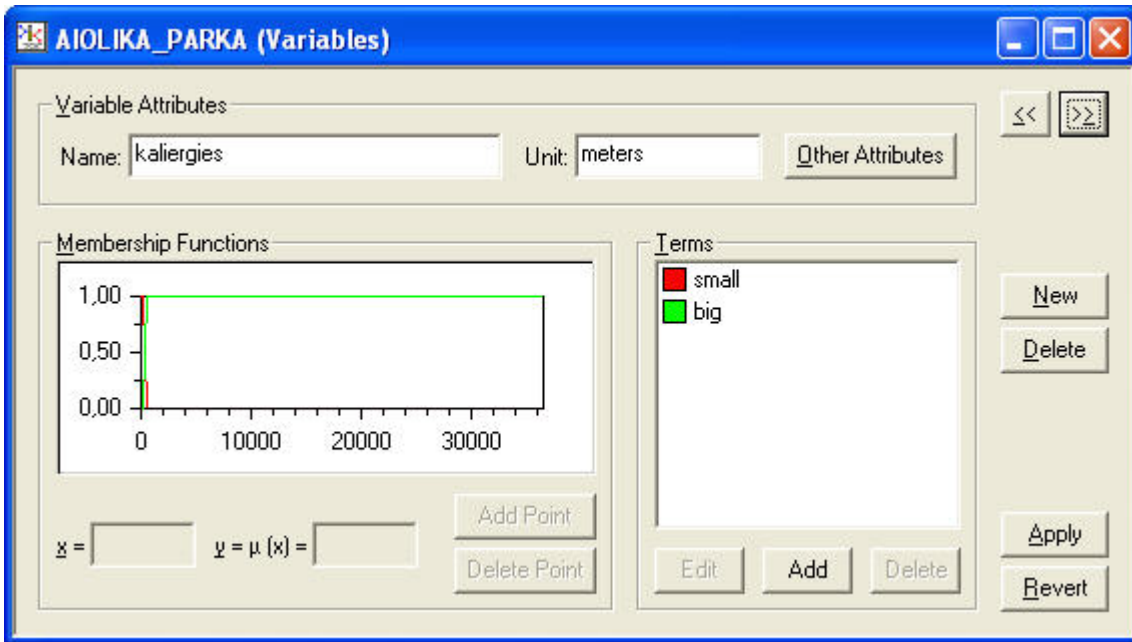 AIOLIKA_PARKA (Variables)
Variable Attributes
<< >>
Name: kaliergies Unit: meters Other Attributes
Membership Functions
Terms
1,00
0,50
0,00
0 10000 20000 30000
small
big
New
Delete
x = y = µ (x) =
Add Point
Delete Point
Edit Add Delete
Apply
Revert